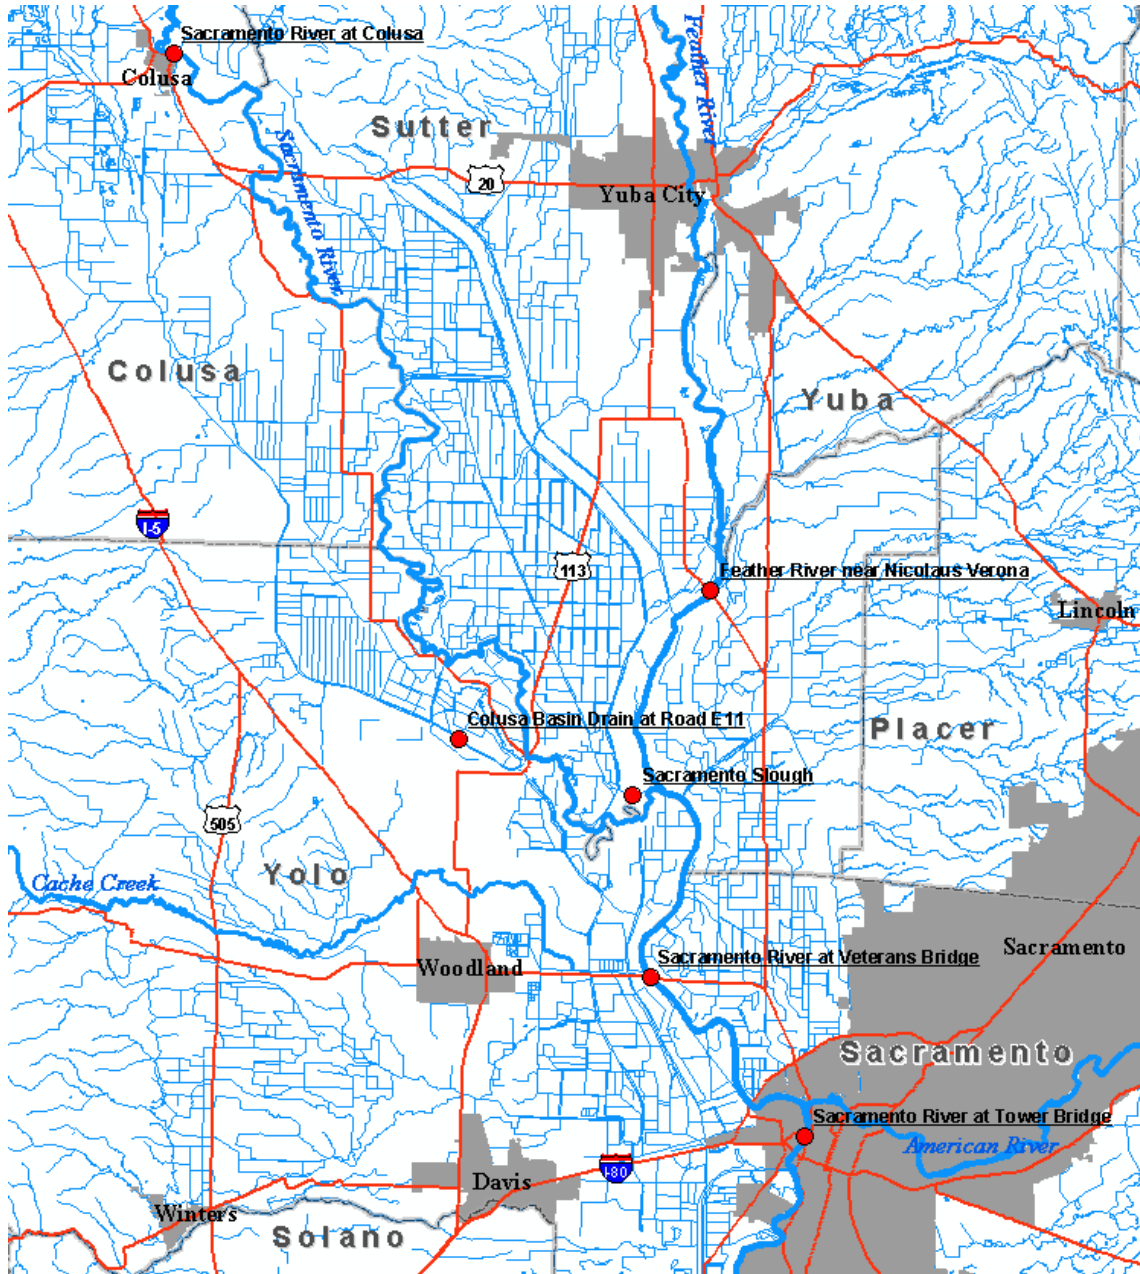 Sacramento River at Colusa
Colusa
Feather River
Sutter
Sacramento River
20
Yuba City
Colusa
Yuba
I-5
113
Feather River near Nicolaus Verona
Lincoln
Colusa Basin Drain at Road E11
Placer
Sacramento Slough
505
Yolo
Cache Creek
Sacramento
Woodland
Sacramento River at Veterans Bridge
Sacramento
Sacramento River at Tower Bridge
American River
I-80
Davis
Winters
Solano